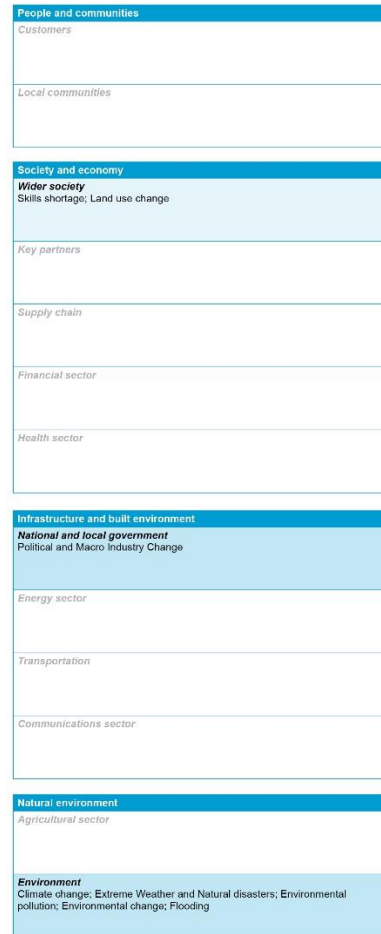 People and communities
Customers
Local communities
Society and economy
Wider society
Skills shortage; Land use change
Key partners
Supply chain
Financial sector
Health sector
Infrastructure and built environment
National and local government
Political and Macro Industry Change
Energy sector
Transportation
Communications sector
Natural environment
Agricultural sector
Environment
Climate change; Extreme Weather and Natural disasters; Environmental
pollution; Environmental change; Flooding